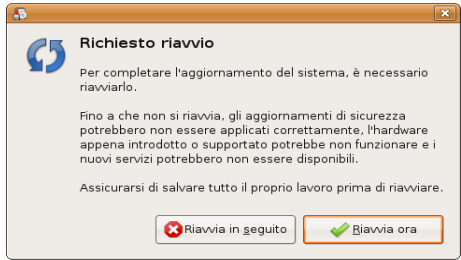 Richiesto riavvio
Per completare l'aggiornamento del sistema, è necessario
riavviarlo.
Fino a che non si riavvia, gli aggiornamenti di sicurezza
potrebbero non essere applicati correttamente, l'hardware
appena introdotto o supportato potrebbe non funzionare e i
nuovi servizi potrebbero non essere disponibili.
Assicurarsi di salvare tutto il proprio lavoro prima di riavviare.
Riavvia in seguito
Riavvia ora